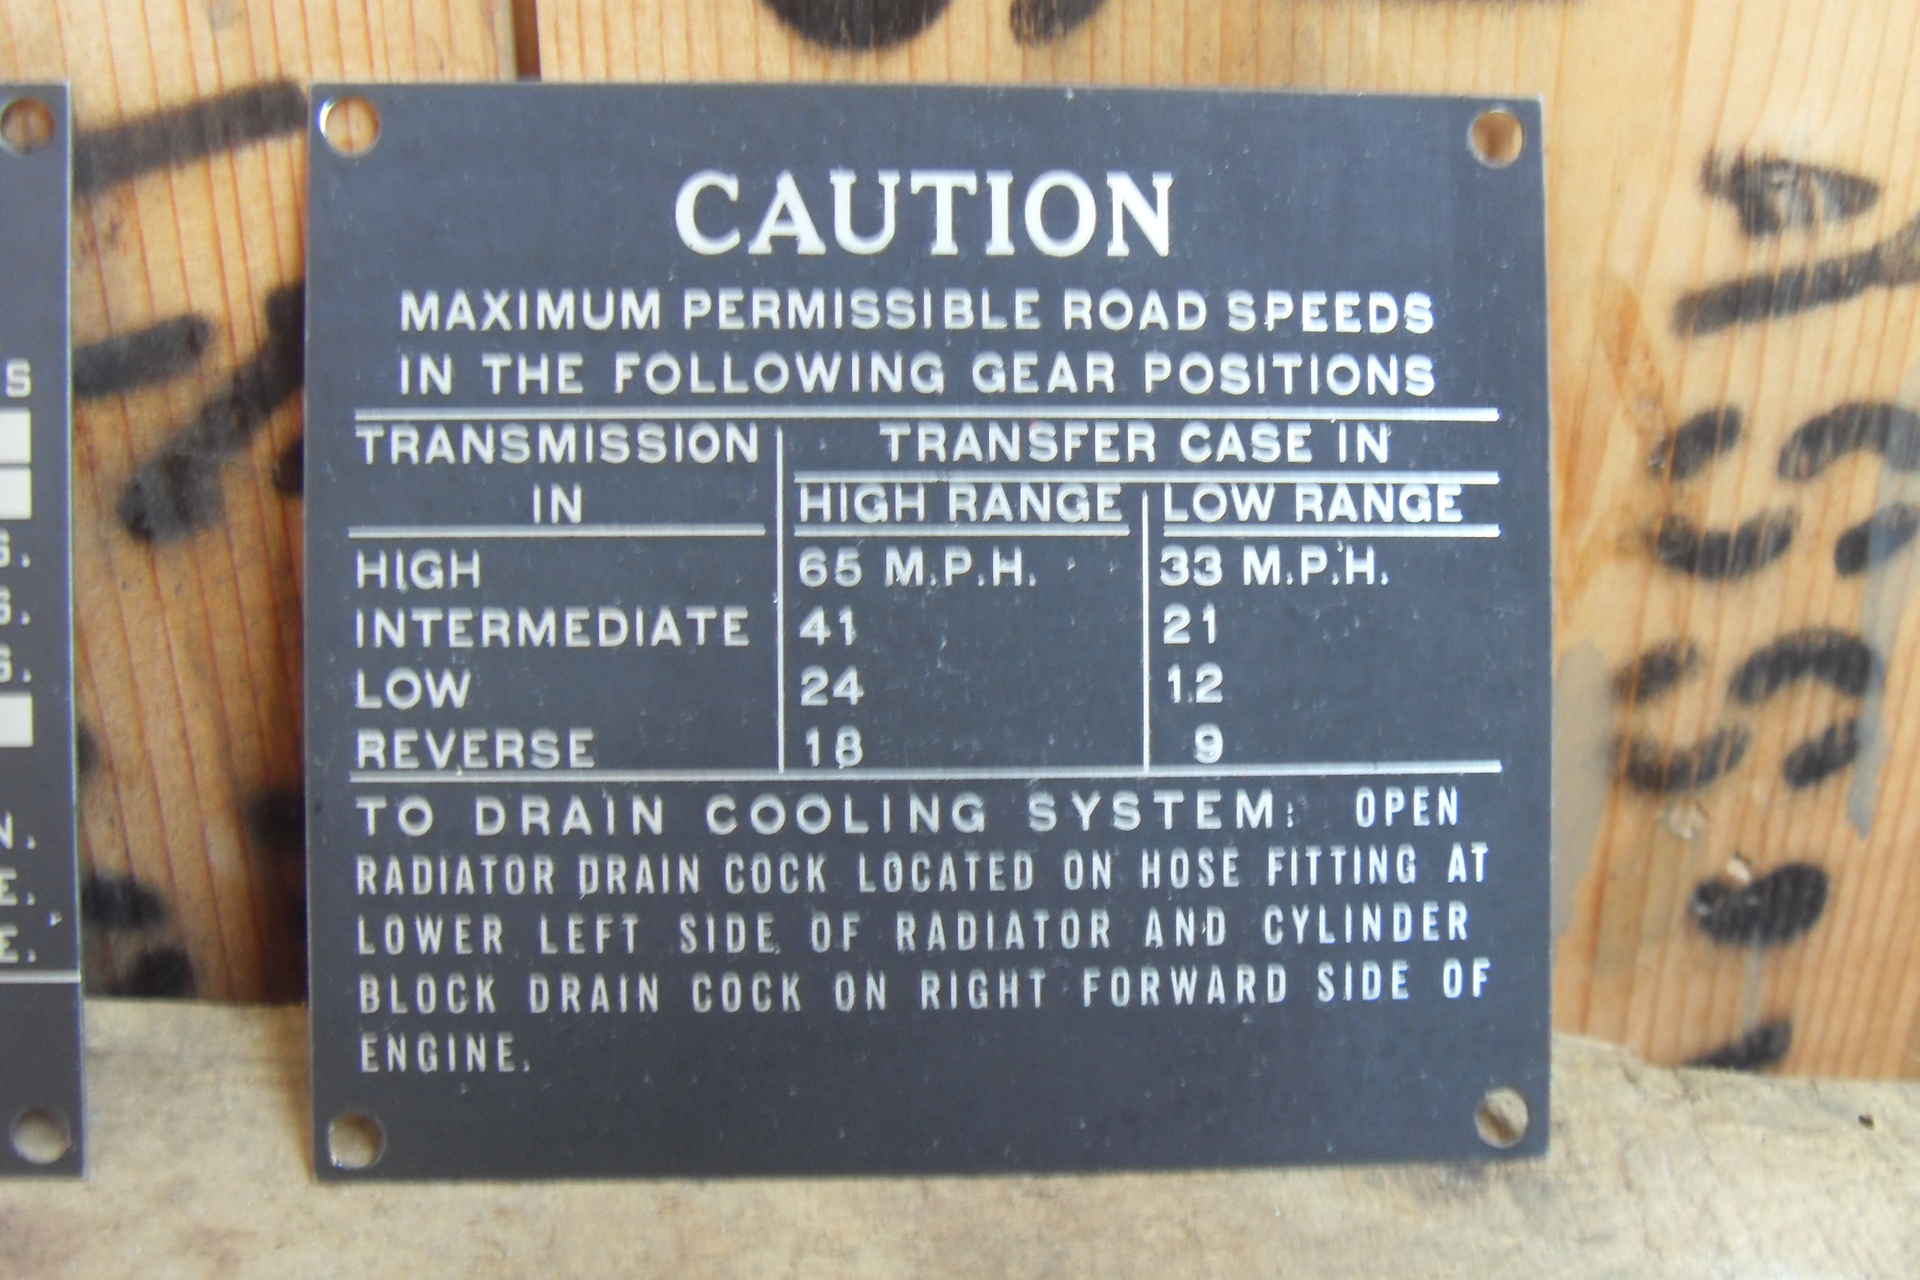 CAUTION
MAXIMUM PERMISSIBLE ROAD SPEEDS
IN THE FOLLOWING GEAR POSITIONS
TRANSMISSION TRANSFER CASE IN
IN HIGH RANGE LOW RANGE
HIGH 65 M.P.H. 33 M.P.H.
INTERMEDIATE 41 21
LOW 24 12
REVERSE 18 9
TO DRAIN COOLING SYSTEM: OPEN
RADIATOR DRAIN COCK LOCATED ON HOSE FITTING AT
LOWER LEFT SIDE OF RADIATOR AND CYLINDER
BLOCK DRAIN COCK ON RIGHT FORWARD SIDE OF
ENGINE.